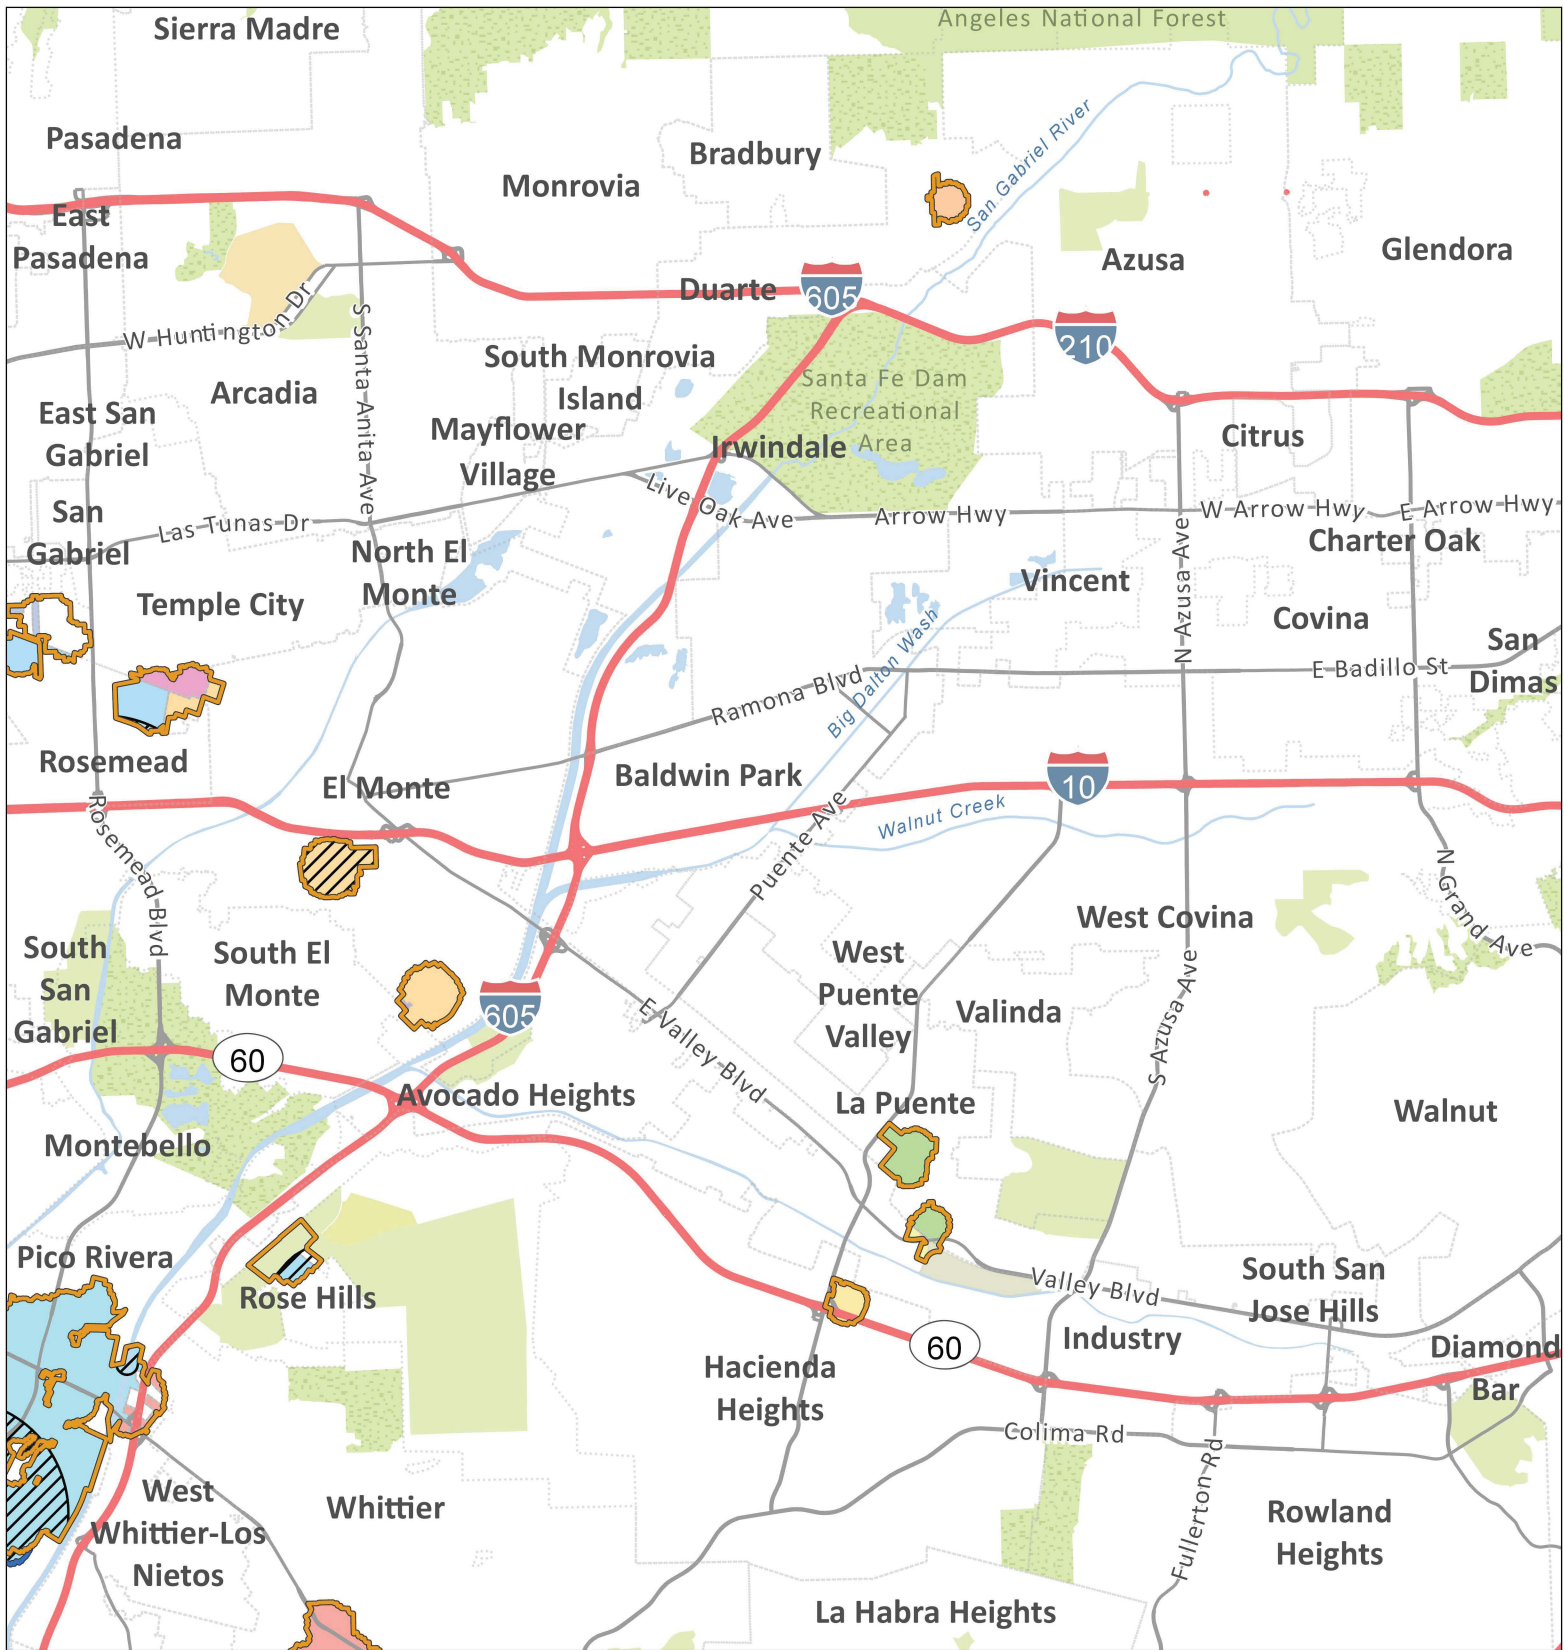 Sierra Madre
Angeles National Forest
Pasadena
Bradbury
Monrovia
San Gabriel River
East
Pasadena
Azusa
Glendora
Duarte
605
210
W Huntington Dr
S Santa Anita Ave
South Monrovia
Island
Santa Fe Dam
Recreational
Area
Arcadia
East San
Gabriel
Mayflower
Village
Irwindale
Citrus
San
Gabriel
Las Tunas Dr
Live Oak Ave
Arrow Hwy
W Arrow Hwy
E Arrow Hwy
North El
Monte
Charter Oak
Vincent
N Azusa Ave
Temple City
Covina
San
Dimas
Ramona Blvd
Big Dalton Wash
E Badillo St
Rosemead
El Monte
Baldwin Park
10
Rosemead Blvd
Walnut Creek
Puente Ave
N Grand Ave
West Covina
South
San
Gabriel
South El
Monte
West
Puente
Valley
Valinda
605
E Valley Blvd
S Azusa Ave
60
Avocado Heights
La Puente
Walnut
Montebello
Pico Rivera
Rose Hills
Valley Blvd
South San
Jose Hills
Industry
60
Diamond
Bar
Hacienda
Heights
Colima Rd
Fullerton Rd
West
Whittier-Los
Nietos
Whittier
Rowland
Heights
La Habra Heights